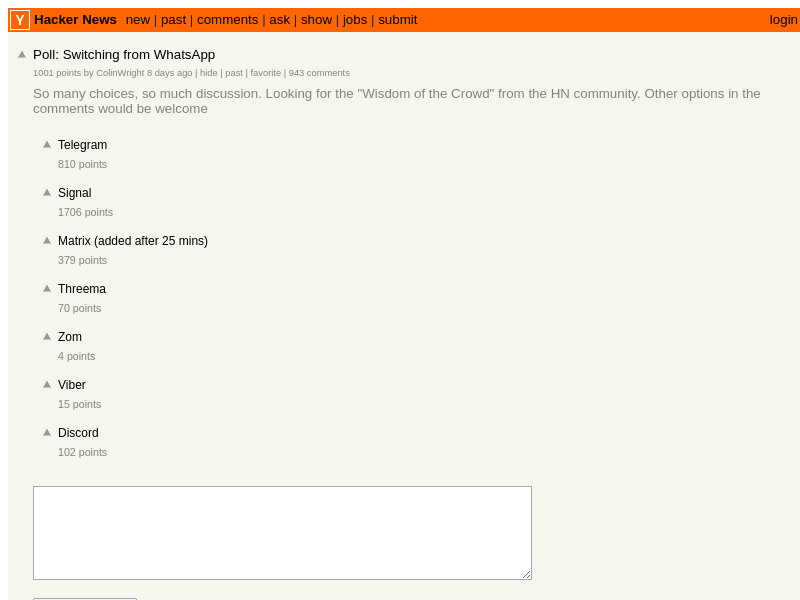 Y Hacker News new | past | comments | ask | show | jobs | submit login
Poll: Switching from WhatsApp
1001 points by ColinWright 8 days ago | hide | past | favorite | 943 comments
So many choices, so much discussion. Looking for the "Wisdom of the Crowd" from the HN community. Other options in the
comments would be welcome
Telegram
810 points
Signal
1706 points
Matrix (added after 25 mins)
379 points
Threema
70 points
Zom
4 points
Viber
15 points
Discord
102 points